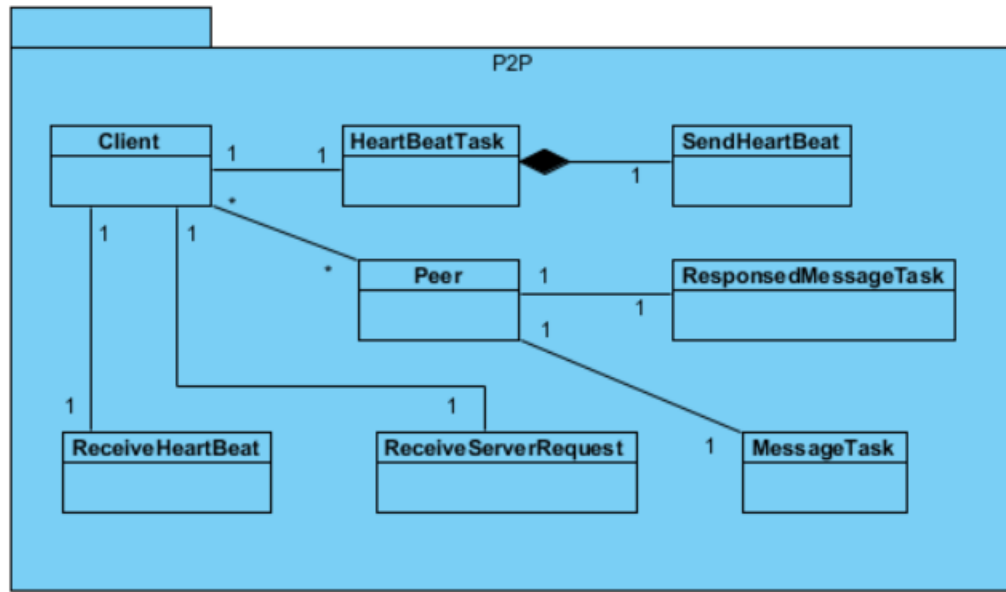 P2P
Client
HeartBeatTask
SendHeartBeat
1
1
1
*
1
1
*
Peer
1
1
ResponsedMessageTask
1
1
1
1
ReceiveHeartBeat
ReceiveServerRequest
MessageTask